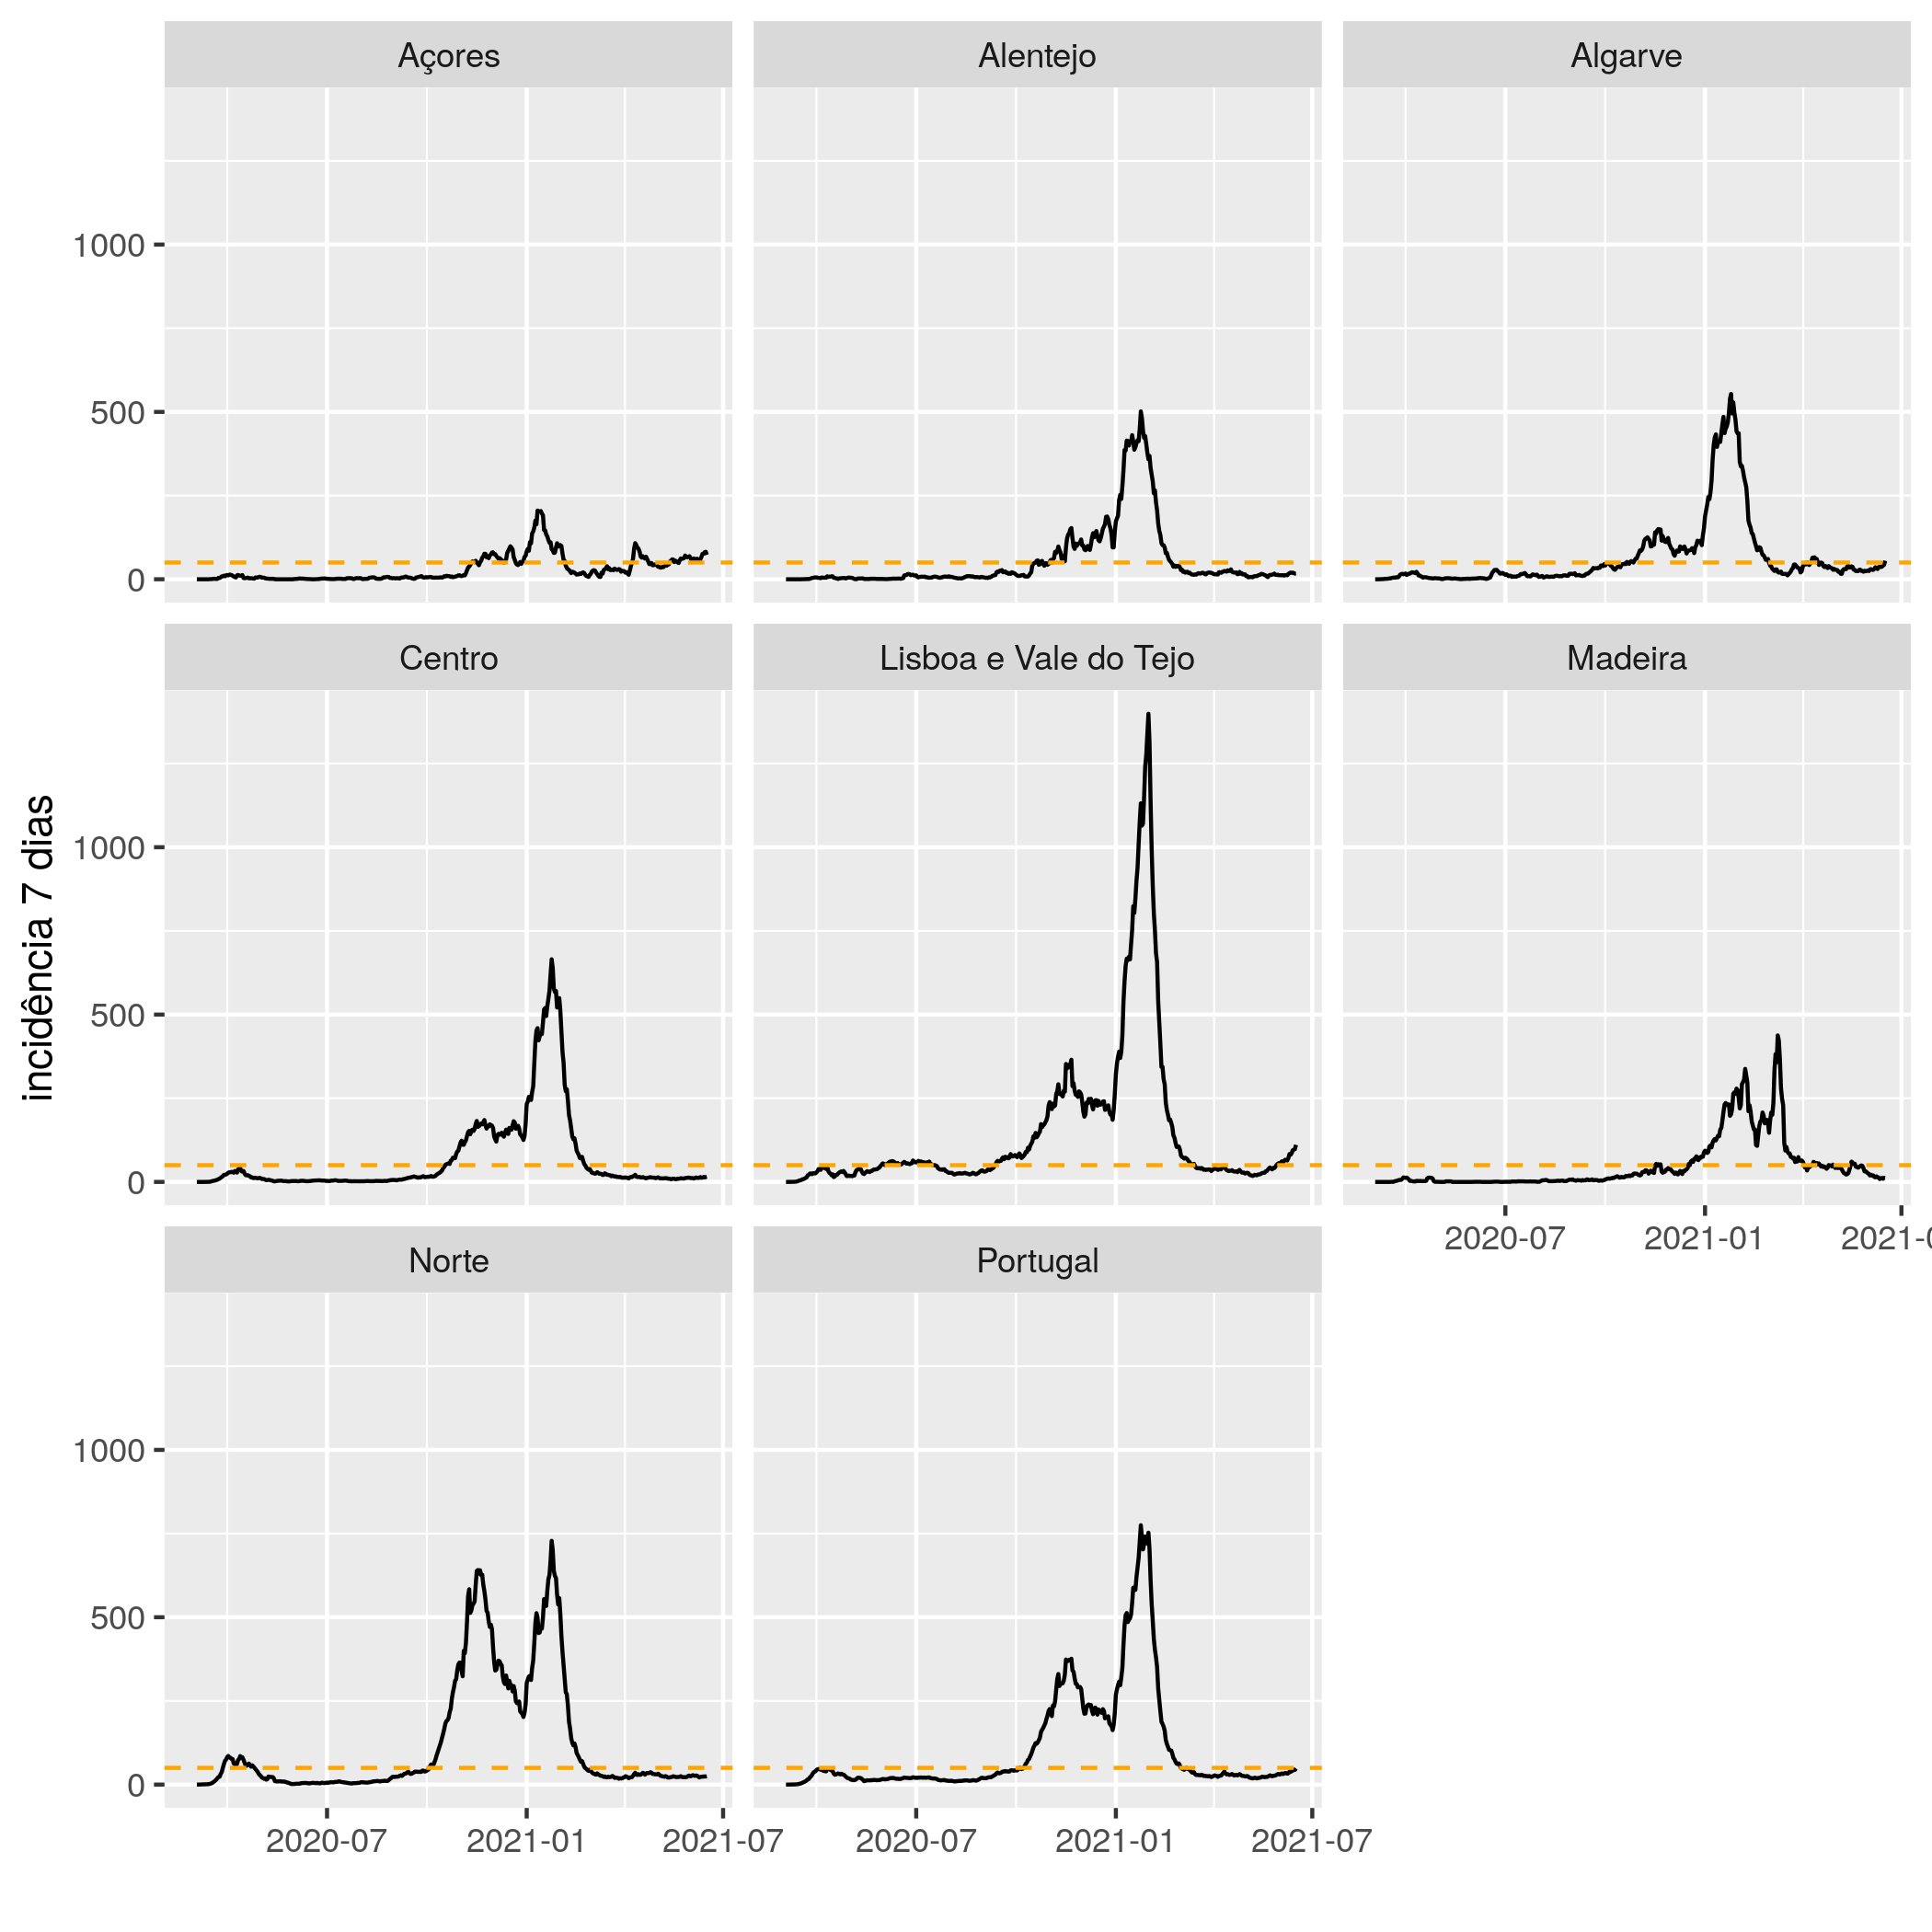 Açores
Alentejo
Algarve
1000
500
0
Centro
Lisboa e Vale do Tejo
Madeira
incidência 7 dias
1000
500
0
2020-07
2021-01
2021-0
Norte
Portugal
1000
500
0
2020-07
2021-01
2021-07
2020-07
2021-01
2021-07